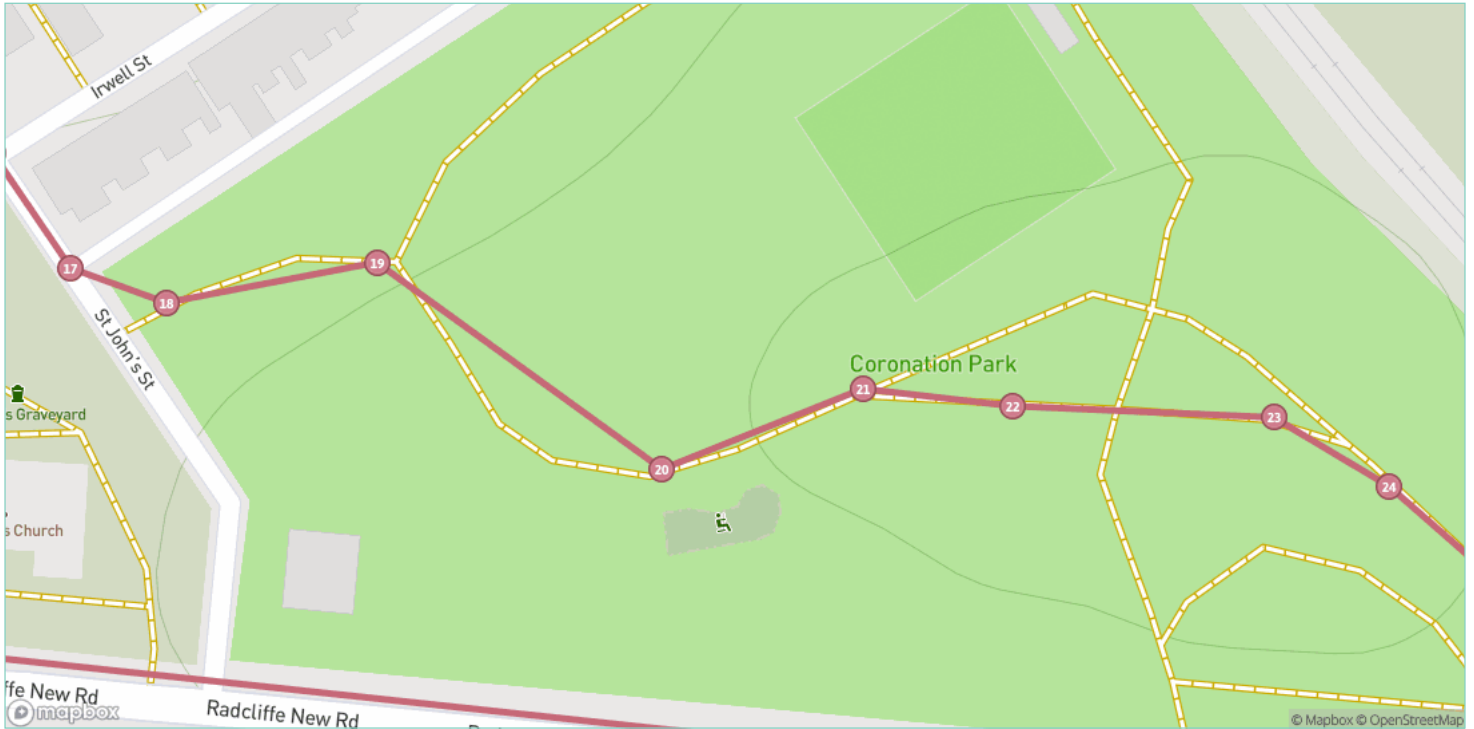 Irwell St
17
19
18
St John's St
Coronation Park
21
22
23
s Graveyard
20
24
s Church
ffe New Rd
mapbox
Radcliffe New Rd
© Mapbox © OpenStreetMap